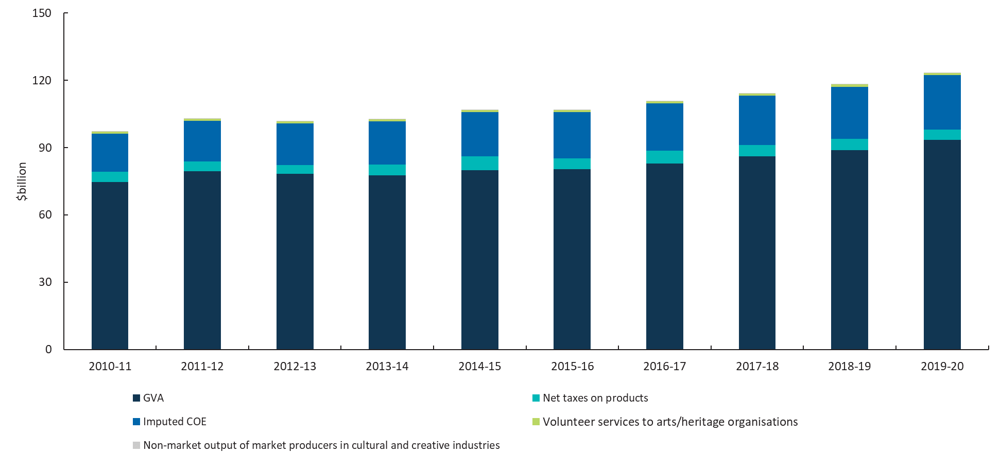 150
120
90
60
30
0
$billion
2010-11 2011-12 2012-13 2013-14 2014-15 2015-16 2016-17 2017-18 2018-19 2019-20
GVA
Net taxes on products
Imputed COE
Volunteer services to arts/heritage organisations
Non-market output of market producers in cultural and creative industries